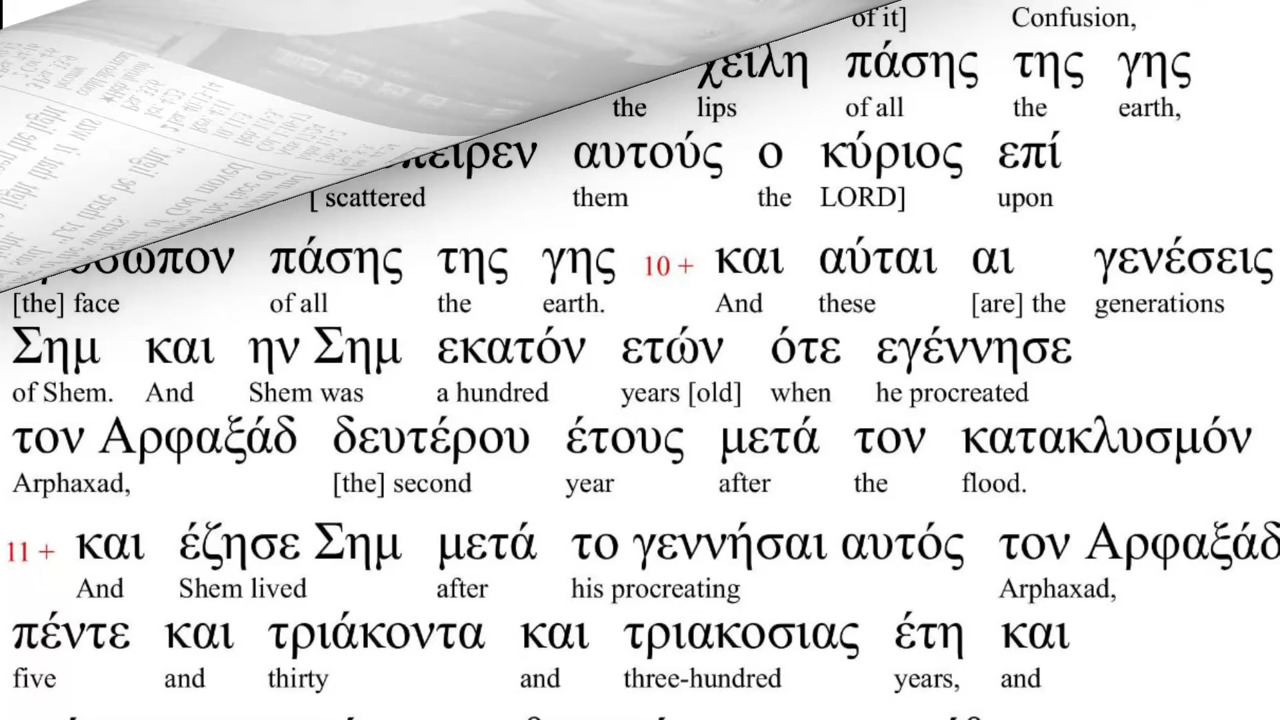 of it] Confusion,
χείλη πάσης της γης
the lips of all the earth,
αυτούς ο κύριος επί
[ scattered them the LORD] upon
πάσης της γης 10 + και αύται αι γενέσεις
[the] face of all the earth. And these [are] the generations
Σημ και ην Σημ εκατόν ετών ότε εγέννησε
of Shem. And Shem was a hundred years [old] when he procreated
τον Αρφαξάδ δευτέρου έτους μετά τον κατακλυσμόν
Arphaxad, [the] second year after the flood.
11 + και έζησε Σημ μετά το γεννήσαι αυτός τον Αρφαξάδ
And Shem lived after his procreating Arphaxad,
πέντε και τριάκοντα και τριακοσιας έτη και
five and thirty and three-hundred years, and